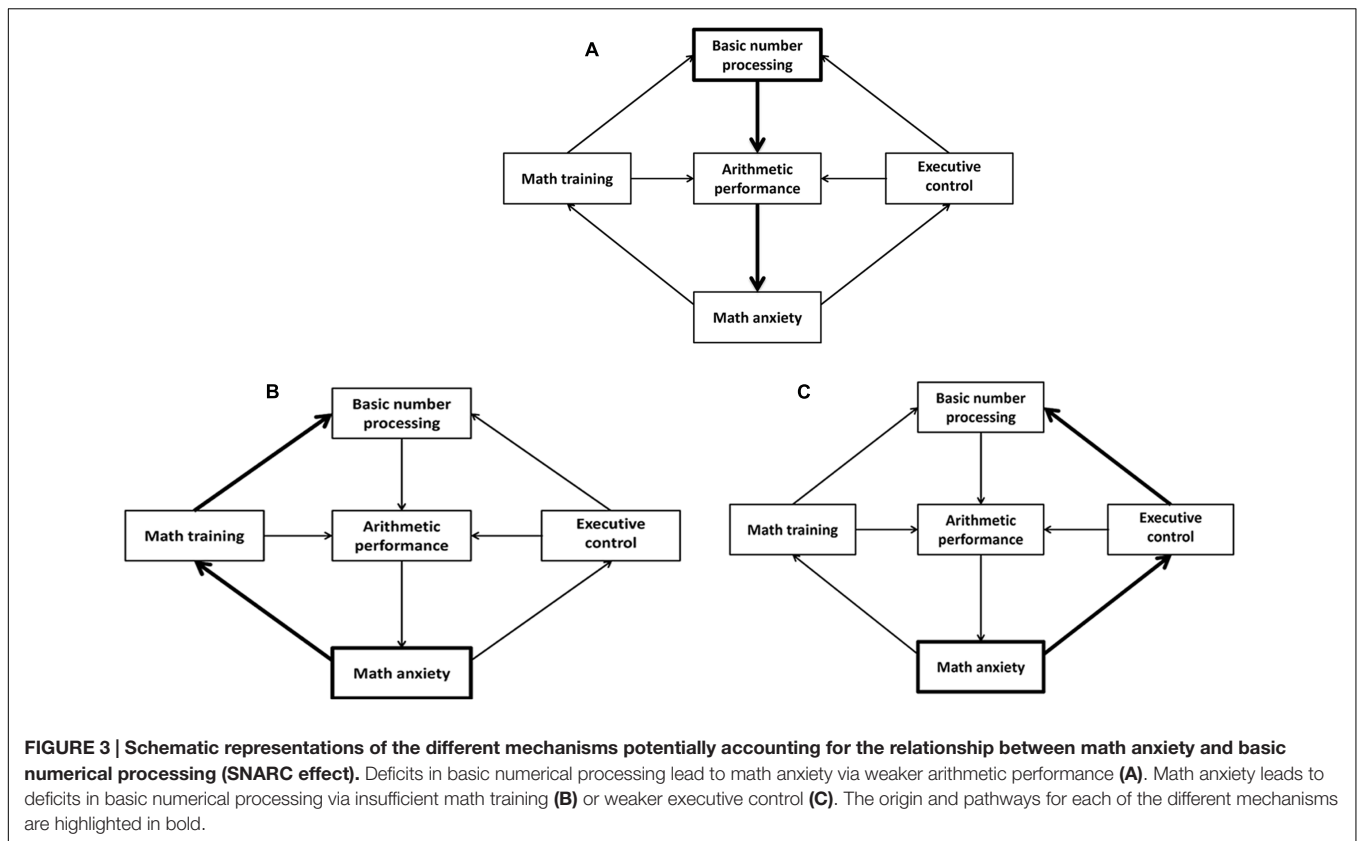 A
Basic number
processing
Math training
Arithmetic
performance
Executive
control
Math anxiety
B
Basic number
processing
Math training
Arithmetic
performance
Executive
control
Math anxiety
C
Basic number
processing
Math training
Arithmetic
performance
Executive
control
Math anxiety
FIGURE 3 | Schematic representations of the different mechanisms potentially accounting for the relationship between math anxiety and basic
numerical processing (SNARC effect). Deficits in basic numerical processing lead to math anxiety via weaker arithmetic performance (A). Math anxiety leads to
deficits in basic numerical processing via insufficient math training (B) or weaker executive control (C). The origin and pathways for each of the different mechanisms
are highlighted in bold.